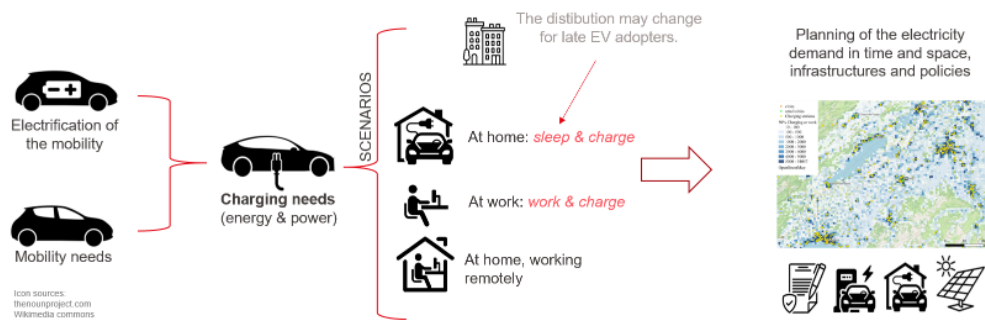 Electrification of
the mobility
Mobility needs
Icon sources:
thenounproject.com
Wikimedia commons
Charging needs
(energy & power)
SCENARIOS
The distibution may change
for late EV adopters.
At home: sleep & charge
At work: work & charge
At home, working
remotely
Planning of the electricity
demand in time and space,
infrastructures and policies